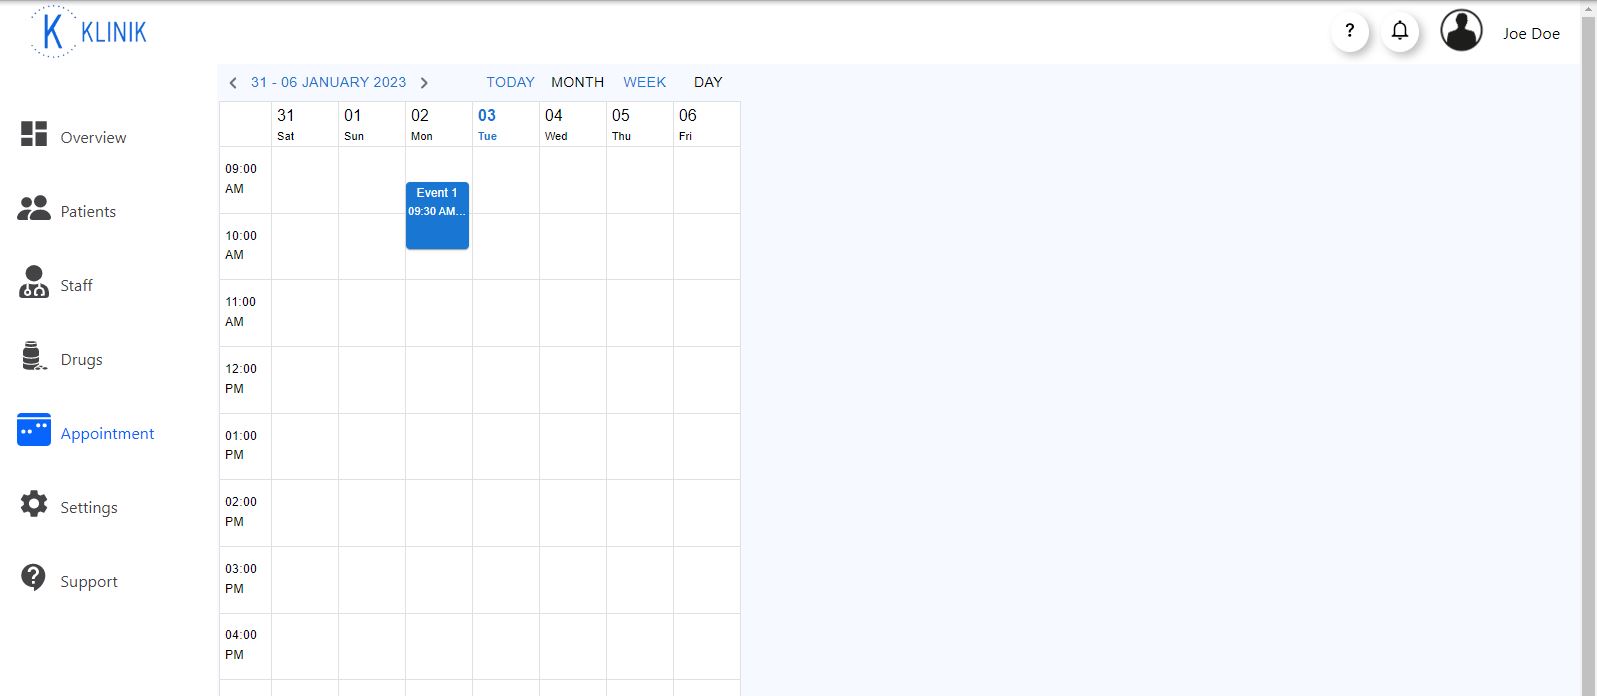 K KLINIK
?
Joe Doe
31 - 06 JANUARY 2023 TODAY MONTH WEEK DAY
31 01 02 03 04 05 06
Sat Sun Mon Tue Wed Thu Fri
Overview
Patients
Staff
Drugs
Appointment
Settings
Support
09:00
AM
Event 1
09:30 AM...
10:00
AM
11:00
AM
12:00
PM
01:00
PM
02:00
PM
03:00
PM
04:00
PM